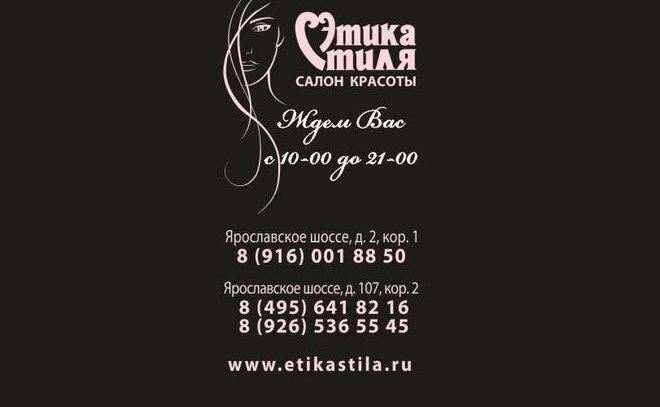 Этика
Стиля
САЛОН КРАСОТЫ
Ждем Вас
с 10-00 до 21-00
Ярославское шоссе, д. 2, кор. 1
8 (916) 001 88 50
Ярославское шоссе, д. 107, кор. 2
8 (495) 641 82 16
8 (926) 536 55 45
www.etikastila.ru